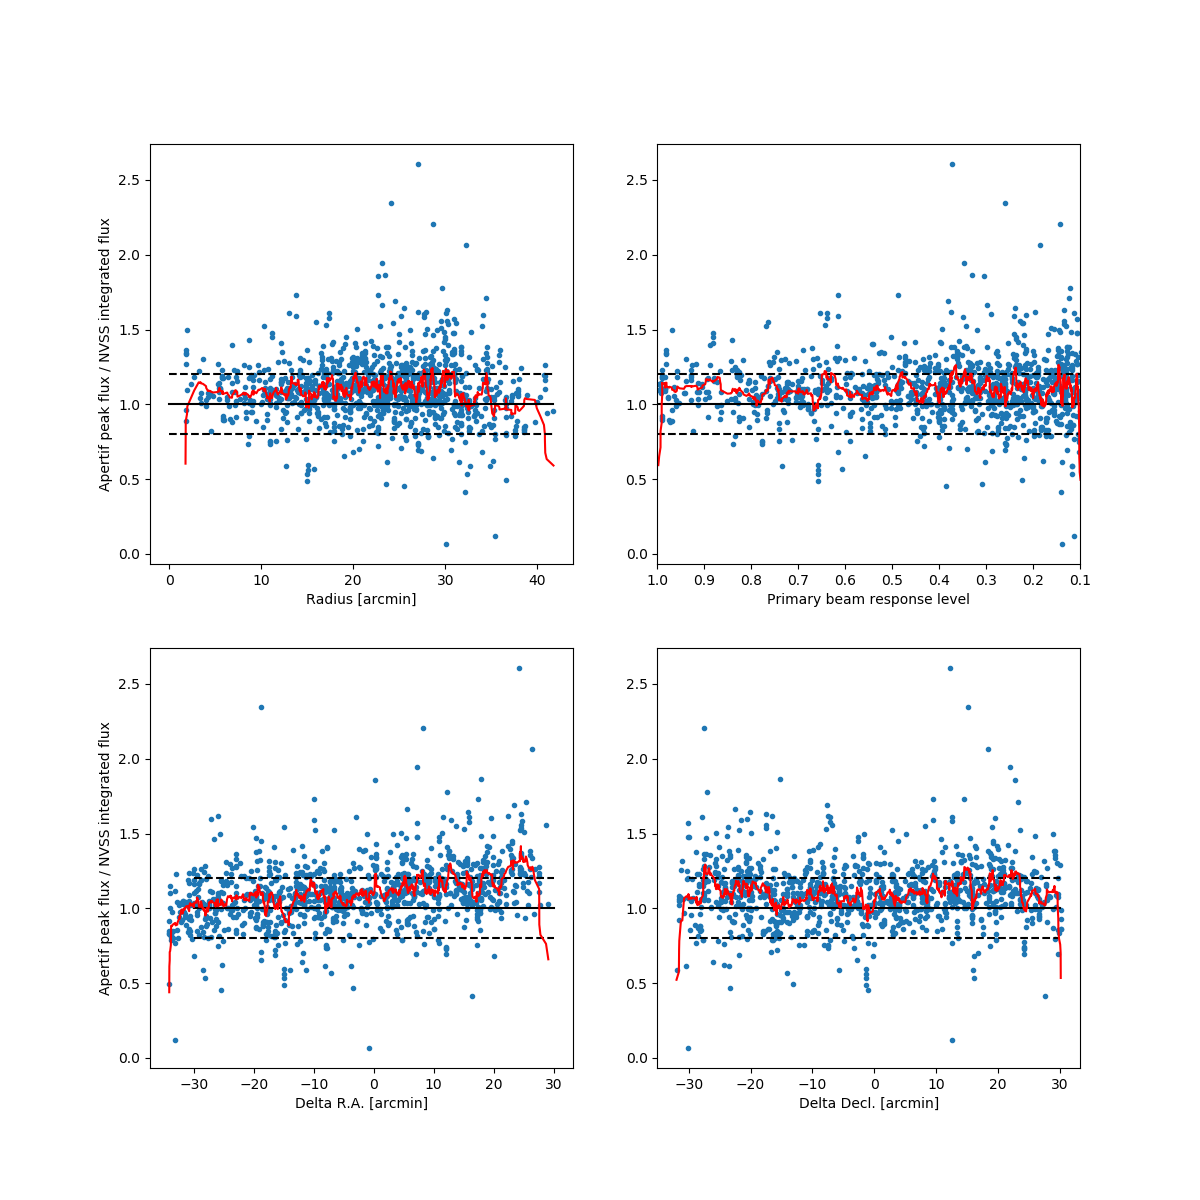 2.5
2.0
1.5
1.0
0.5
0.0
Apertif peak flux / NVSS integrated flux
0 10 20 30 40
Radius [arcmin]
2.5
2.0
1.5
1.0
0.5
0.0
1.0 0.9 0.8 0.7 0.6 0.5 0.4 0.3 0.2 0.1
Primary beam response level
2.5
2.0
1.5
1.0
0.5
0.0
Apertif peak flux / NVSS integrated flux
−30 −20 −10 0 10 20 30
Delta R.A. [arcmin]
2.5
2.0
1.5
1.0
0.5
0.0
−30 −20 −10 0 10 20 30
Delta Decl. [arcmin]